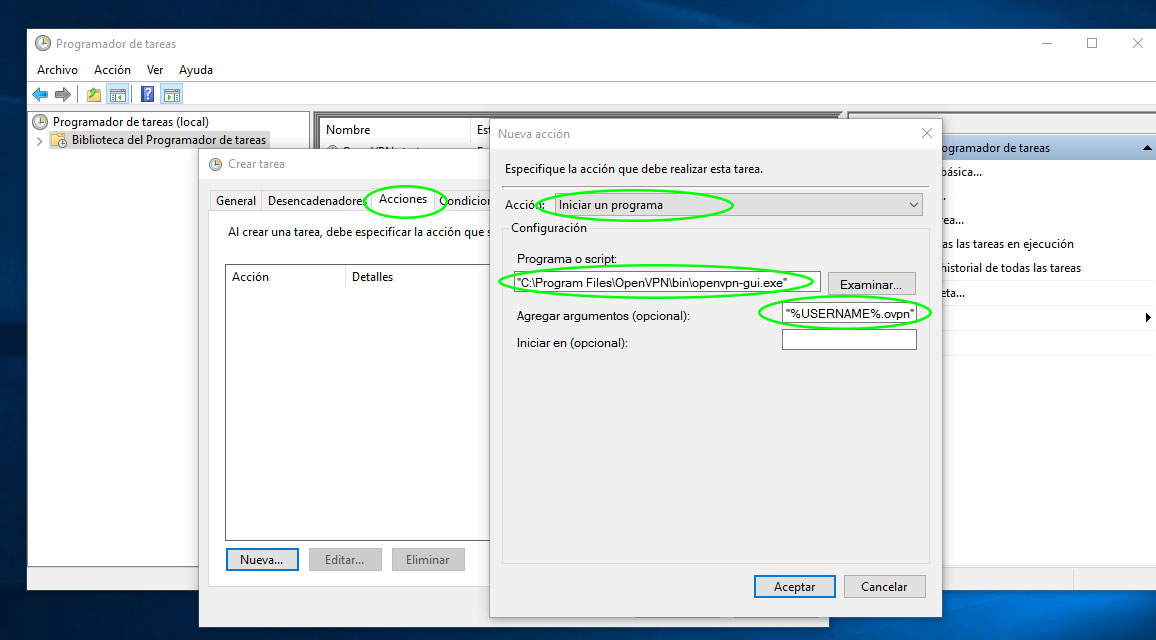 Programador de tareas
Archivo Acción Ver Ayuda
Programador de tareas (local)
Biblioteca del Programador de tareas
Nombre
Crear tarea
General Desencadenadores Acciones
Al crear una tarea, debe especificar la acción que
Acción Detalles
Nueva... Editar... Eliminar
Nueva acción
Especifique la acción que debe realizar esta tarea.
Acción: Iniciar un programa
Configuración
Programa o script:
"C:\Program Files\OpenVPN\bin\openvpn-gui.exe" Examinar...
Agregar argumentos (opcional): "%USERNAME%.ovpn"
Iniciar en (opcional):
Aceptar Cancelar
ogramador de tareas
básica...
ea...
as las tareas en ejecución
historial de todas las tareas
eta...